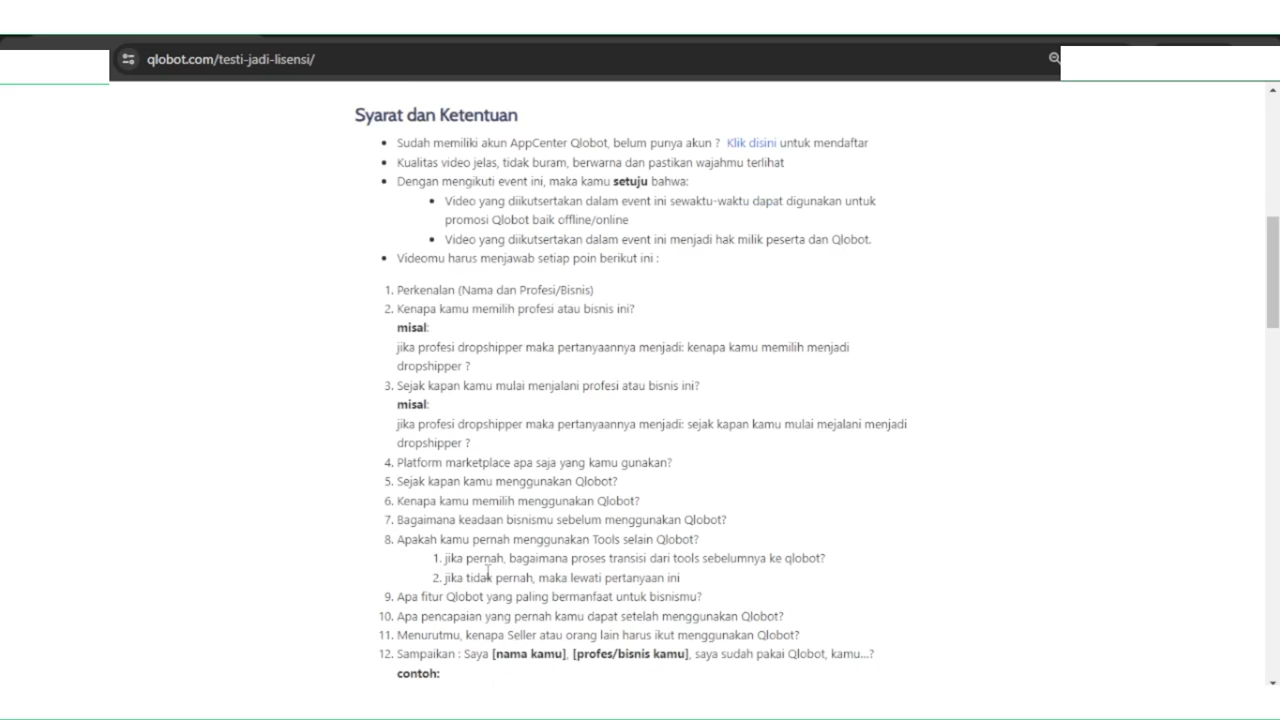 qlobot.com/testi-jadi-lisensi/
Syarat dan Ketentuan
• Sudah memiliki akun AppCenter Qlobot, belum punya akun ? Klik disini untuk mendaftar
• Kualitas video jelas, tidak buram, berwarna dan pastikan wajahmu terlihat
• Dengan mengikuti event ini, maka kamu setuju bahwa:
• Video yang diikutsertakan dalam event ini sewaktu-waktu dapat digunakan untuk
promosi Qlobot baik offline/online
• Video yang diikutsertakan dalam event ini menjadi hak milik peserta dan Qlobot.
• Videomu harus menjawab setiap poin berikut ini :
1. Perkenalan (Nama dan Profesi/Bisnis)
2. Kenapa kamu memilih profesi atau bisnis ini?
misal:
jika profesi dropshipper maka pertanyaannya menjadi: kenapa kamu memilih menjadi
dropshipper ?
3. Sejak kapan kamu mulai menjalani profesi atau bisnis ini?
misal:
jika profesi dropshipper maka pertanyaannya menjadi: sejak kapan kamu mulai mejalani menjadi
dropshipper ?
4. Platform marketplace apa saja yang kamu gunakan?
5. Sejak kapan kamu menggunakan Qlobot?
6. Kenapa kamu memilih menggunakan Qlobot?
7. Bagaimana keadaan bisnismu sebelum menggunakan Qlobot?
8. Apakah kamu pernah menggunakan Tools selain Qlobot?
1. jika pernah, bagaimana proses transisi dari tools sebelumnya ke qlobot?
2. jika tidak pernah, maka lewati pertanyaan ini
9. Apa fitur Qlobot yang paling bermanfaat untuk bisnismu?
10. Apa pencapaian yang pernah kamu dapat setelah menggunakan Qlobot?
11. Menurutmu, kenapa Seller atau orang lain harus ikut menggunakan Qlobot?
12. Sampaikan : Saya [nama kamu], [profes/bisnis kamu], saya sudah pakai Qlobot, kamu...?
contoh: